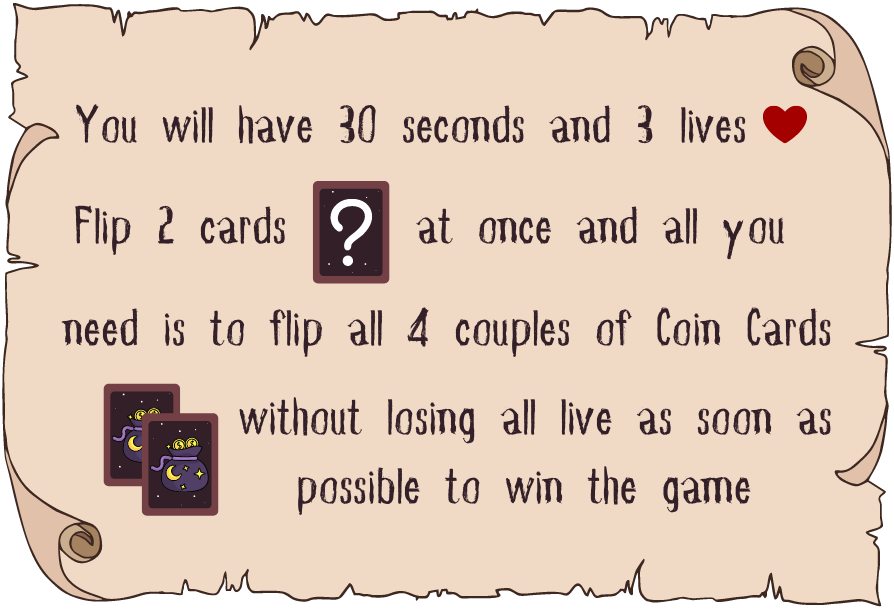 You will have 30 seconds and 3 lives
Flip 2 cards ? at once and all you
need is to flip all 4 couples of Coin Cards
without losing all live as soon as
possible to win the game